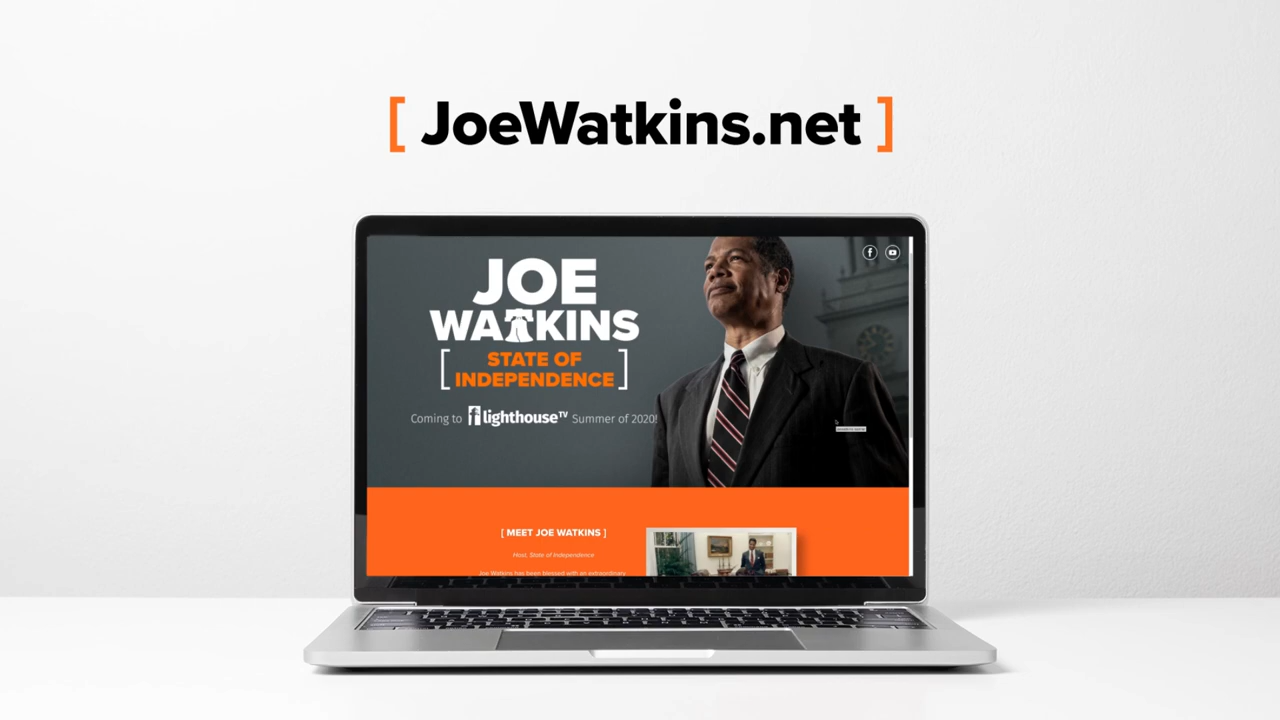 [ JoeWatkins.net ]
JOE
WATKINS
[ STATE OF
INDEPENDENCE ]
Coming to lighthouse TV Summer of 2020!
[ MEET JOE WATKINS ]
Host, State of Independence
Joe Watkins has been blessed with an extraordinary